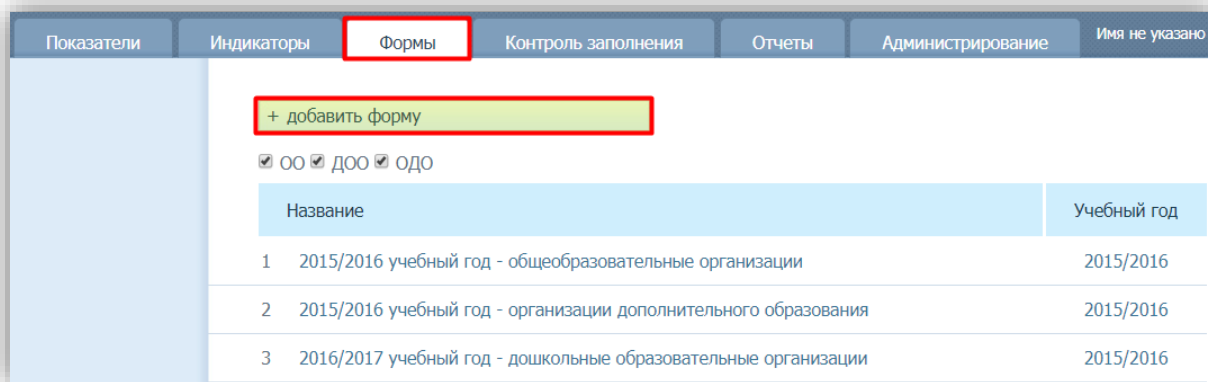 Показатели Индикаторы Формы Контроль заполнения Отчеты Администрирование Имя не указано
+ добавить форму
ОО ДОО ОДО
Название Учебный год
1 2015/2016 учебный год - общеобразовательные организации 2015/2016
2 2015/2016 учебный год - организации дополнительного образования 2015/2016
3 2016/2017 учебный год - дошкольные образовательные организации 2015/2016